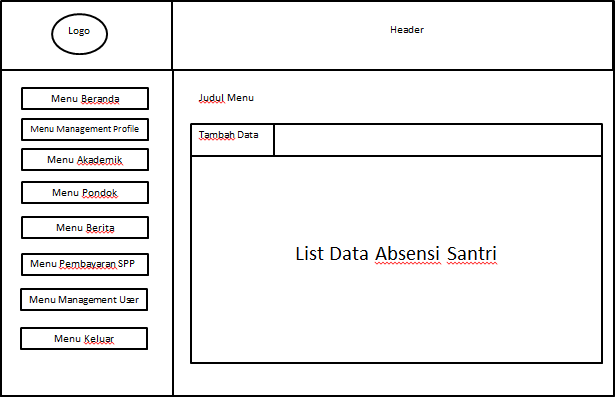 Logo
Header
Menu Beranda
Menu Management Profile
Menu Akademik
Menu Pondok
Menu Berita
Menu Pembayaran SPP
Menu Management User
Menu Keluar
Judul Menu
Tambah Data
List Data Absensi Santri